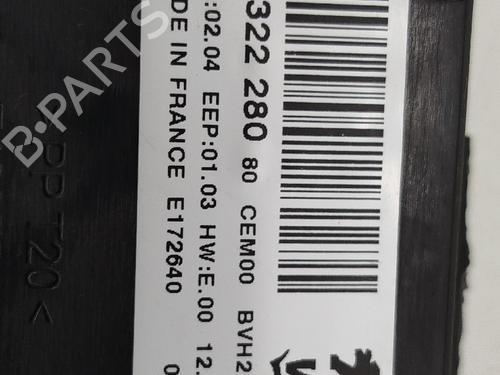 322 280 80 CEM00 BVH2
:02.04 EEP:01.03 HW:E.00 12.
DE IN FRANCE E172640
PP T20<
B-PARTS